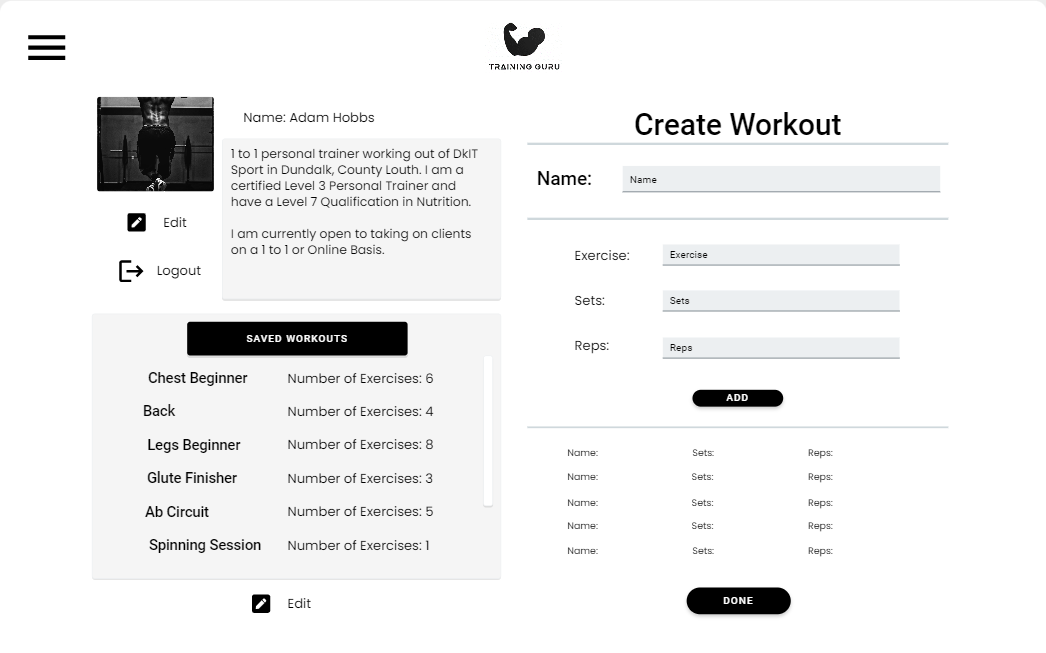 TRAINING GURU
Name: Adam Hobbs
1 to 1 personal trainer working out of DkIT
Sport in Dundalk, County Louth. I am a
certified Level 3 Personal Trainer and
have a Level 7 Qualification in Nutrition.
I am currently open to taking on clients
on a 1 to 1 or Online Basis.
Edit
Logout
SAVED WORKOUTS
Chest Beginner Number of Exercises: 6
Back Number of Exercises: 4
Legs Beginner Number of Exercises: 8
Glute Finisher Number of Exercises: 3
Ab Circuit Number of Exercises: 5
Spinning Session Number of Exercises: 1
Edit
Create Workout
Name: Name
Exercise: Exercise
Sets: Sets
Reps: Reps
ADD
Name: Sets: Reps:
Name: Sets: Reps:
Name: Sets: Reps:
Name: Sets: Reps:
Name: Sets: Reps:
DONE